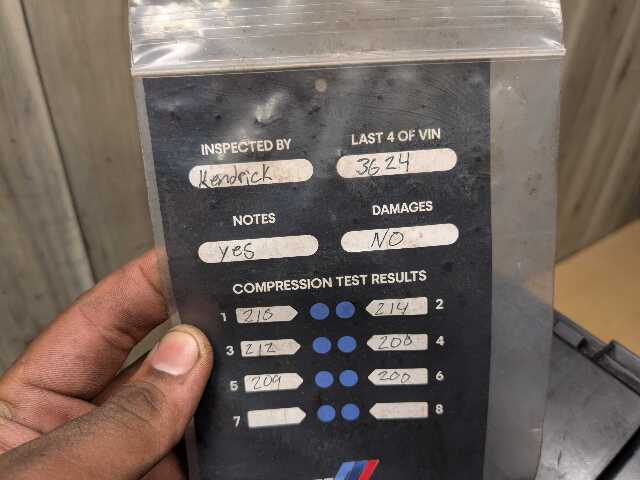 INSPECTED BY LAST 4 OF VIN
Kendrick 3624
NOTES DAMAGES
yes NO
COMPRESSION TEST RESULTS
1 210 214 2
3 212 200 4
5 209 200 6
7 8